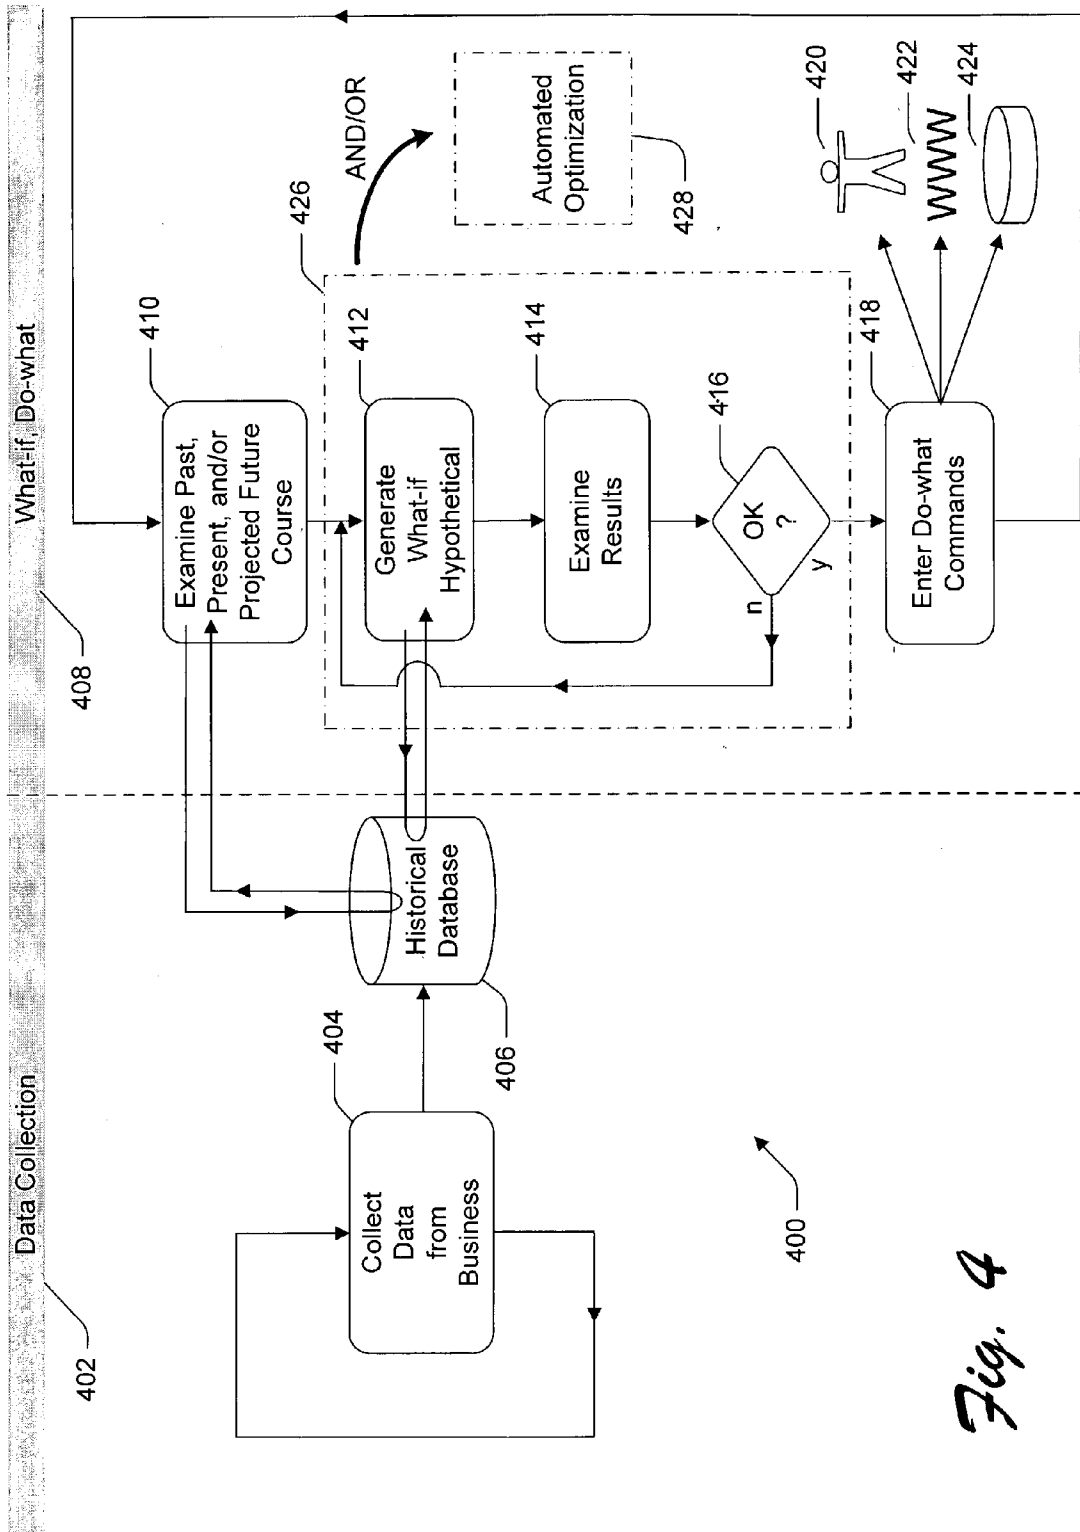 Data Collection
What-if, Do-what
402
408
404
Collect
Data
from
Business
406
Historical
Database
410
Examine Past,
Present, and/or
Projected Future
Course
426
AND/OR
412
Generate
What-if
Hypothetical
Automated
Optimization
428
414
Examine
Results
416
OK
?
n
y
418
Enter Do-what
Commands
420
422
WWW
424
400
Fig. 4